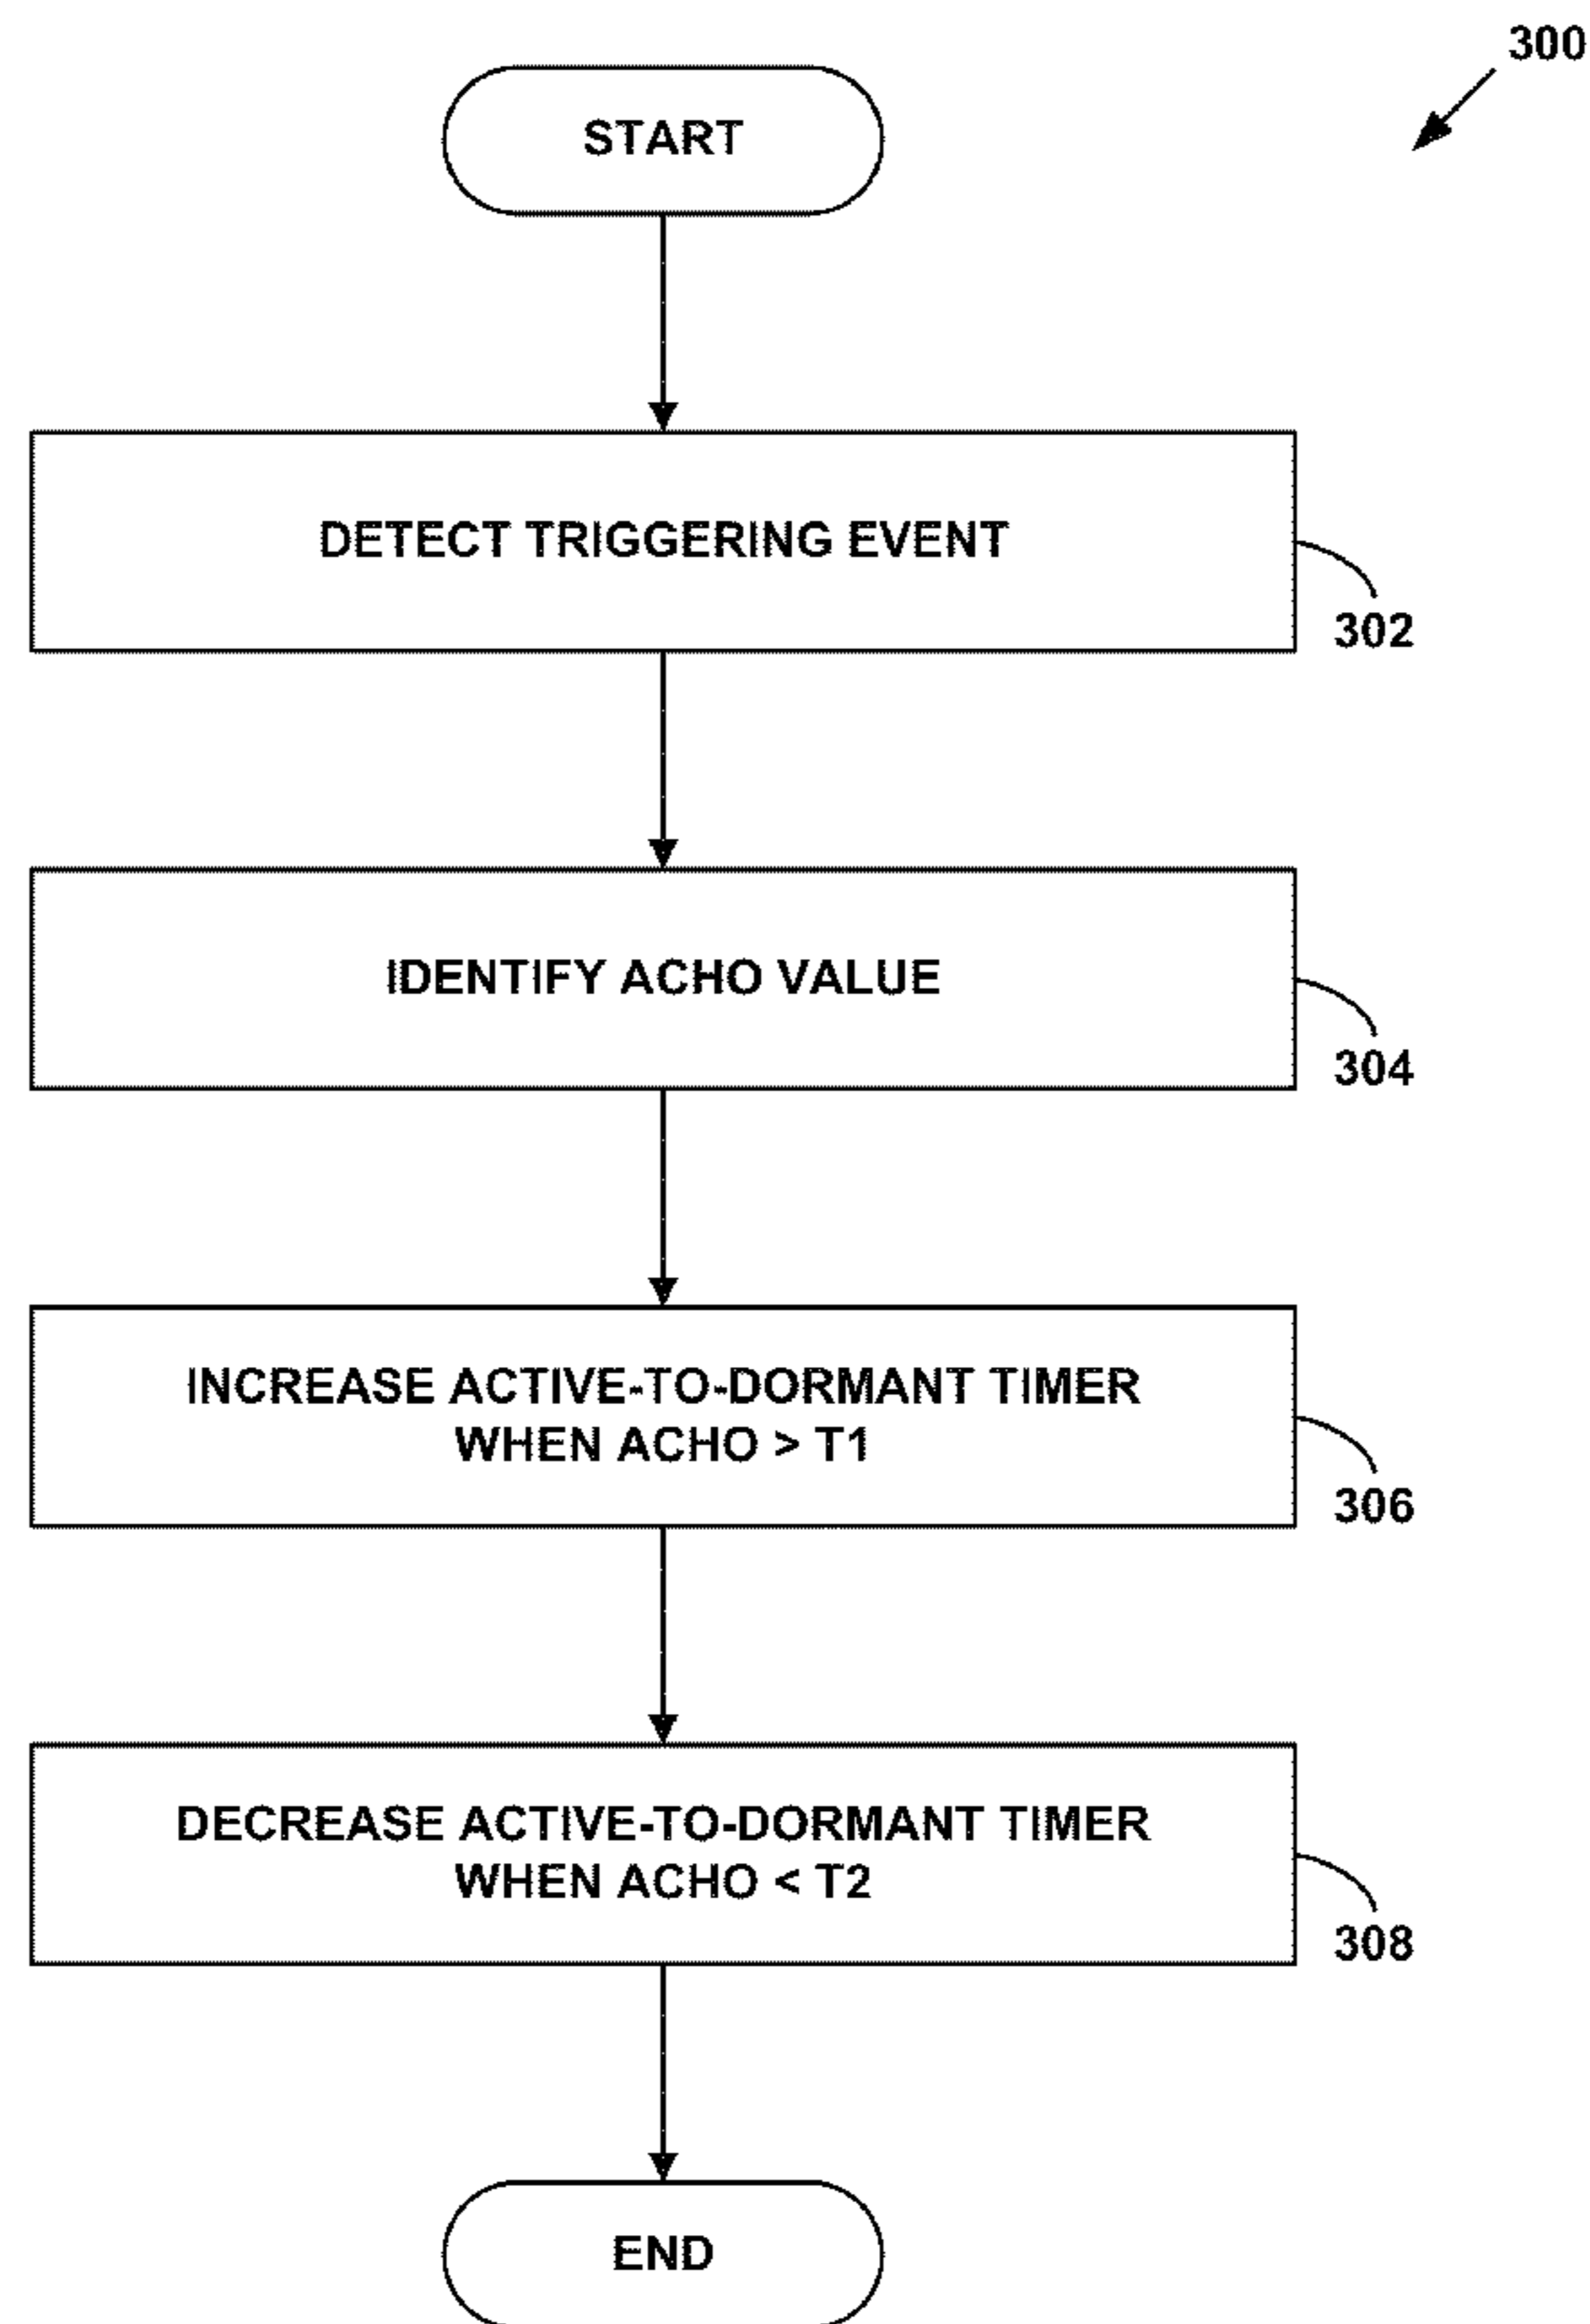 300
START
DETECT TRIGGERING EVENT
302
IDENTIFY ACHO VALUE
304
INCREASE ACTIVE-TO-DORMANT TIMER
WHEN ACHO > T1
306
DECREASE ACTIVE-TO-DORMANT TIMER
WHEN ACHO < T2
308
END